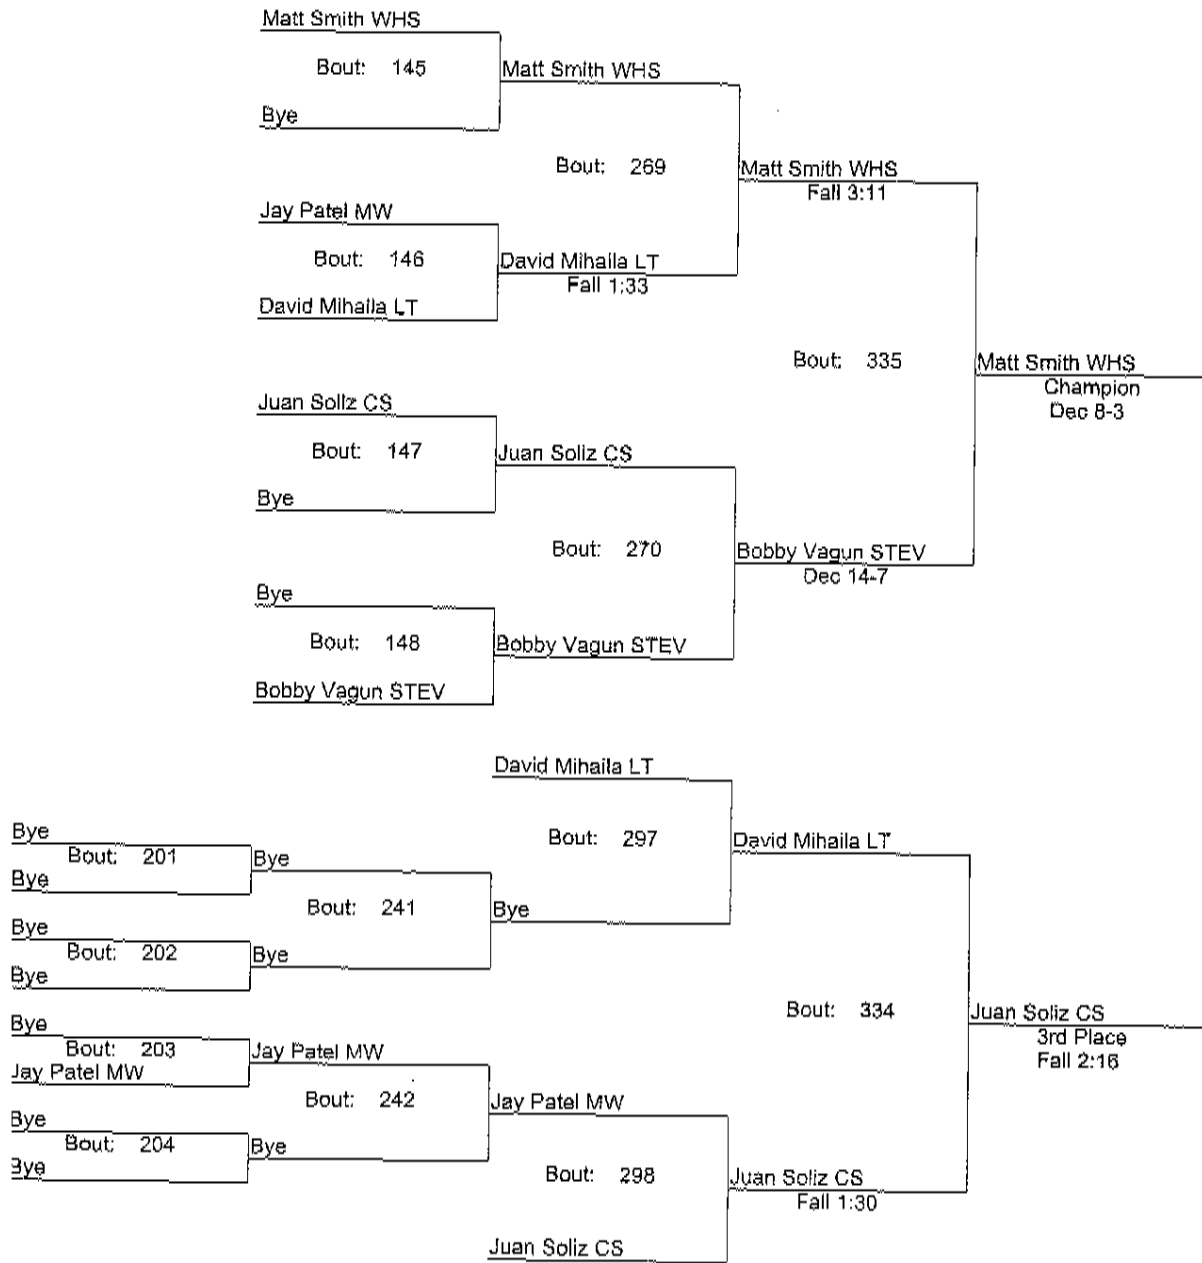 Matt Smith WHS
Bout: 145
Matt Smith WHS
Bye
Bout: 269
Matt Smith WHS
Fall 3:11
Jay Patel MW
Bout: 146
David Mihaila LT
Fall 1:33
David Mihaila LT
Bout: 335
Matt Smith WHS
Champion
Dec 8-3
Juan Soliz CS
Bout: 147
Juan Soliz CS
Bye
Bout: 270
Bobby Vagun STEV
Dec 14-7
Bye
Bout: 148
Bobby Vagun STEV
Bobby Vagun STEV
David Mihaila LT
Bout: 297
David Mihaila LT
Bye
Bout: 201
Bye
Bye
Bout: 241
Bye
Bye
Bout: 202
Bye
Bye
Bout: 334
Juan Soliz CS
3rd Place
Fall 2:16
Bye
Bout: 203
Jay Patel MW
Jay Patel MW
Bout: 242
Jay Patel MW
Bye
Bout: 204
Bye
Bye
Bout: 298
Juan Soliz CS
Fall 1:30
Juan Soliz CS